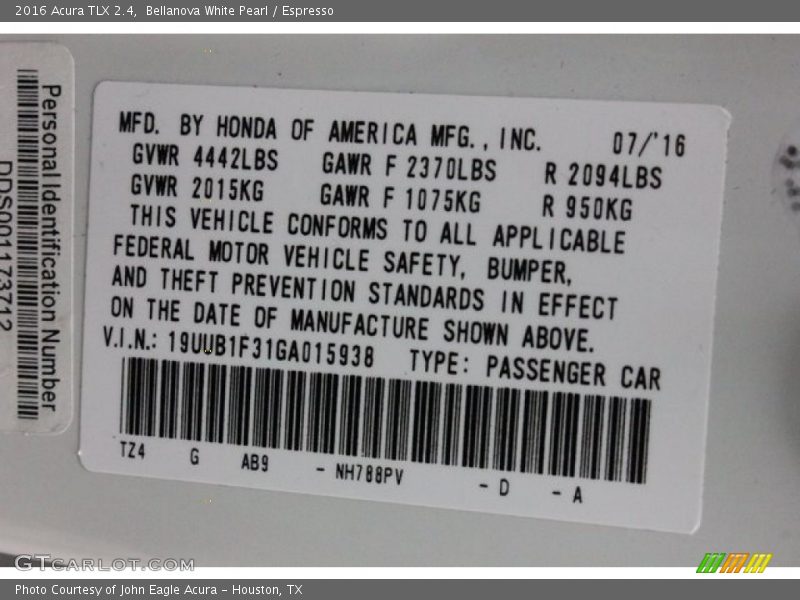 2016 Acura TLX 2.4, Bellanova White Pearl / Espresso
Personal Identification Number
DDS001173712
MFD. BY HONDA OF AMERICA MFG., INC. 07/'16
GVWR 4442LBS GAWR F 2370LBS R 2094LBS
GVWR 2015KG GAWR F 1075KG R 950KG
THIS VEHICLE CONFORMS TO ALL APPLICABLE
FEDERAL MOTOR VEHICLE SAFETY, BUMPER,
AND THEFT PREVENTION STANDARDS IN EFFECT
ON THE DATE OF MANUFACTURE SHOWN ABOVE.
V.I.N.: 19UUB1F31GA015938 TYPE: PASSENGER CAR
TZ4 G AB9 - NH788PV - D - A
GTCARLOT.COM
Photo Courtesy of John Eagle Acura - Houston, TX